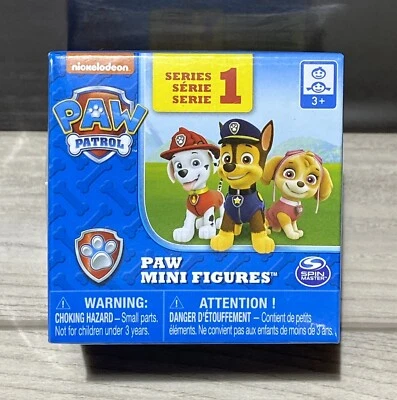 nickelodeon
PAW
PATROL
SERIES
SÉRIE
SERIE
1
3+
PAW
MINI FIGURES™
SPIN
MASTER™
WARNING:
CHOKING HAZARD – Small parts.
Not for children under 3 years.
ATTENTION !
DANGER D'ÉTOUFFEMENT – Contient de petits
éléments. Ne convient pas aux enfants de moins de 3 ans.